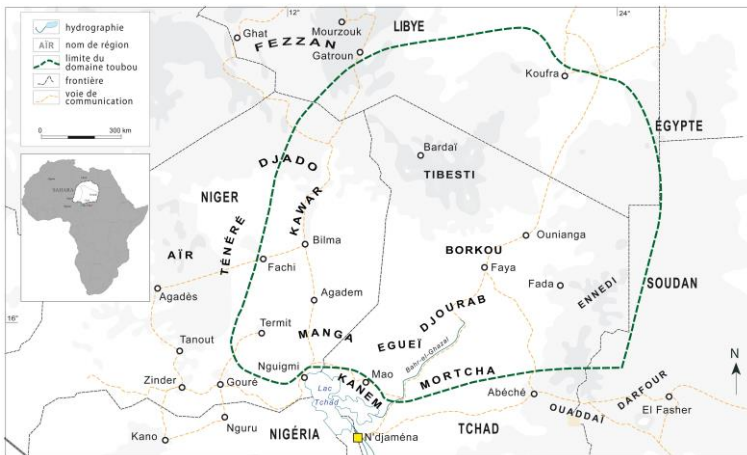 hydrographie
AÏR nom de région
limite du
domaine toubou
frontière
voie de
communication
0 300 km
12°
24°
16°
Ghat
Mourzouk
FEZZAN
Gatroun
LIBYE
Koufra
ÉGYPTE
Bardaï
TIBESTI
DJADO
NIGER
KAWAR
TÉNÉRÉ
AÏR
Bilma
Fachi
BORKOU
Ounianga
Faya
Agadès
Agadem
Fada
ENNEDI
SOUDAN
DJOURAB
EGUEÏ
Termit
MANGA
Tanout
Bahr-el-Ghazal
N
Nguigmi
Mao
KANEM
MORTCHA
Zinder
Gouré
Lac
Tchad
Abéché
OUADDAÏ
DARFOUR
El Fasher
Nguru
Kano
NIGÉRIA
N'djaména
TCHAD